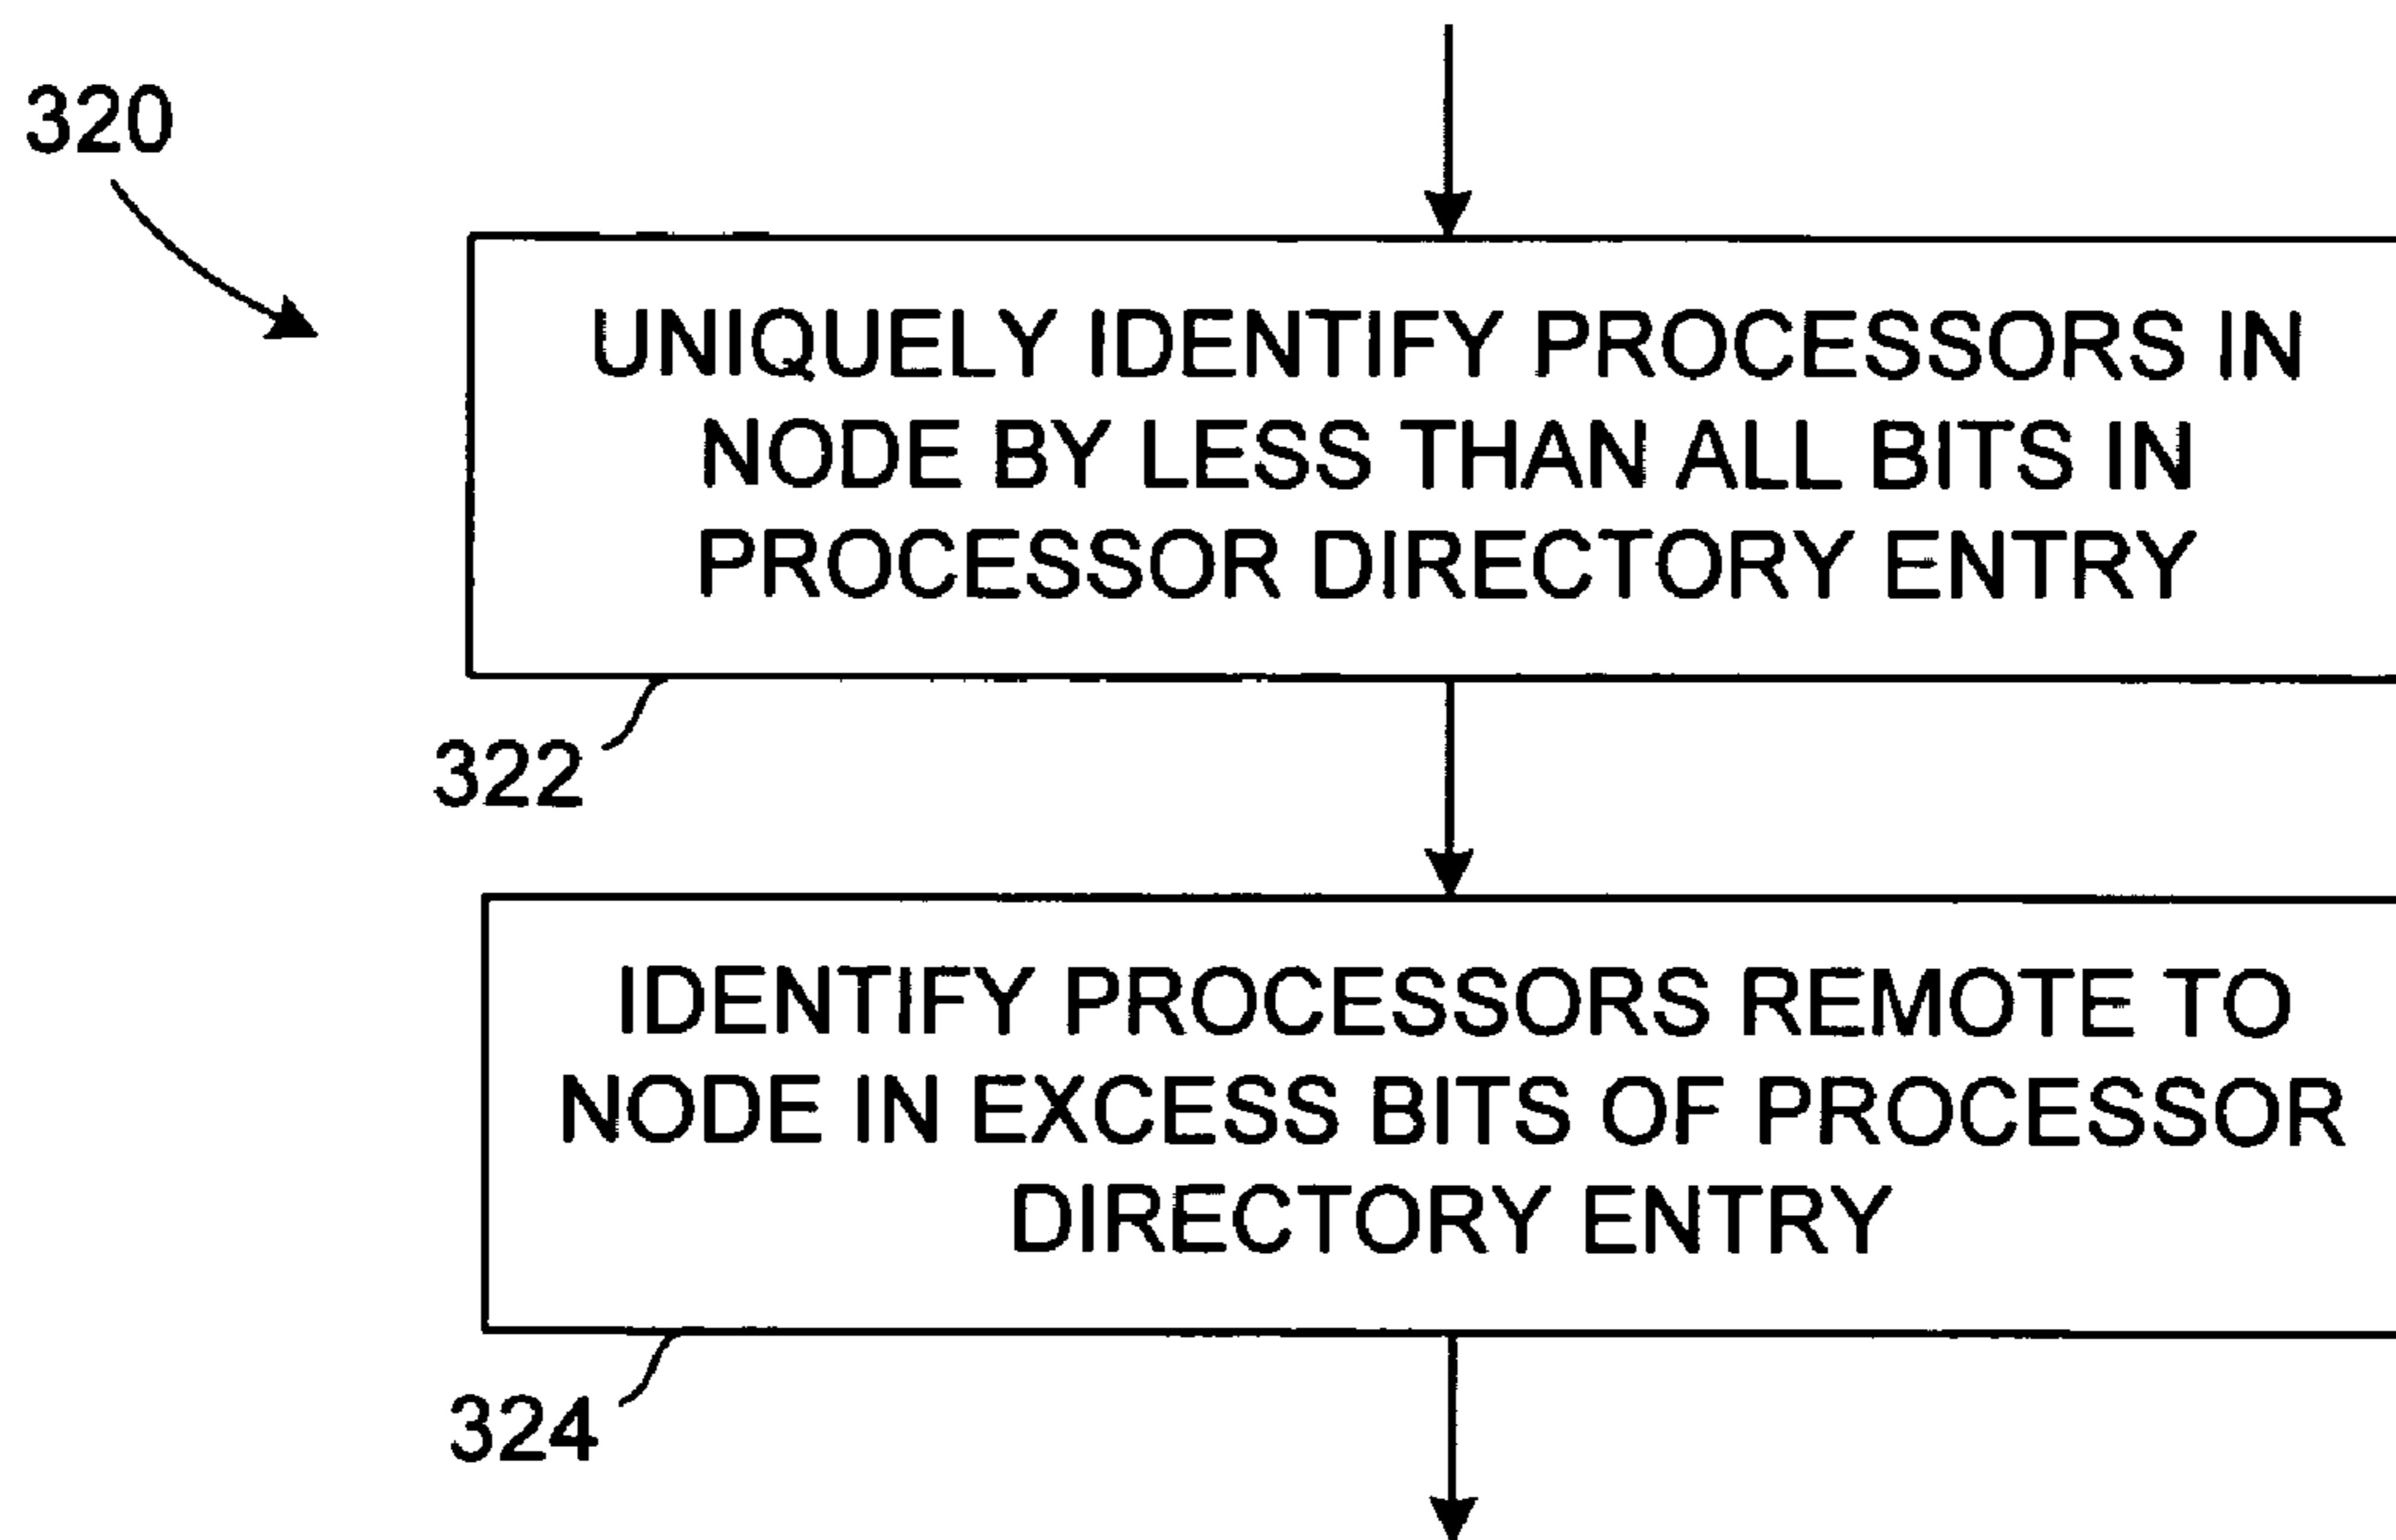 320
UNIQUELY IDENTIFY PROCESSORS IN
NODE BY LESS THAN ALL BITS IN
PROCESSOR DIRECTORY ENTRY
322
IDENTIFY PROCESSORS REMOTE TO
NODE IN EXCESS BITS OF PROCESSOR
DIRECTORY ENTRY
324